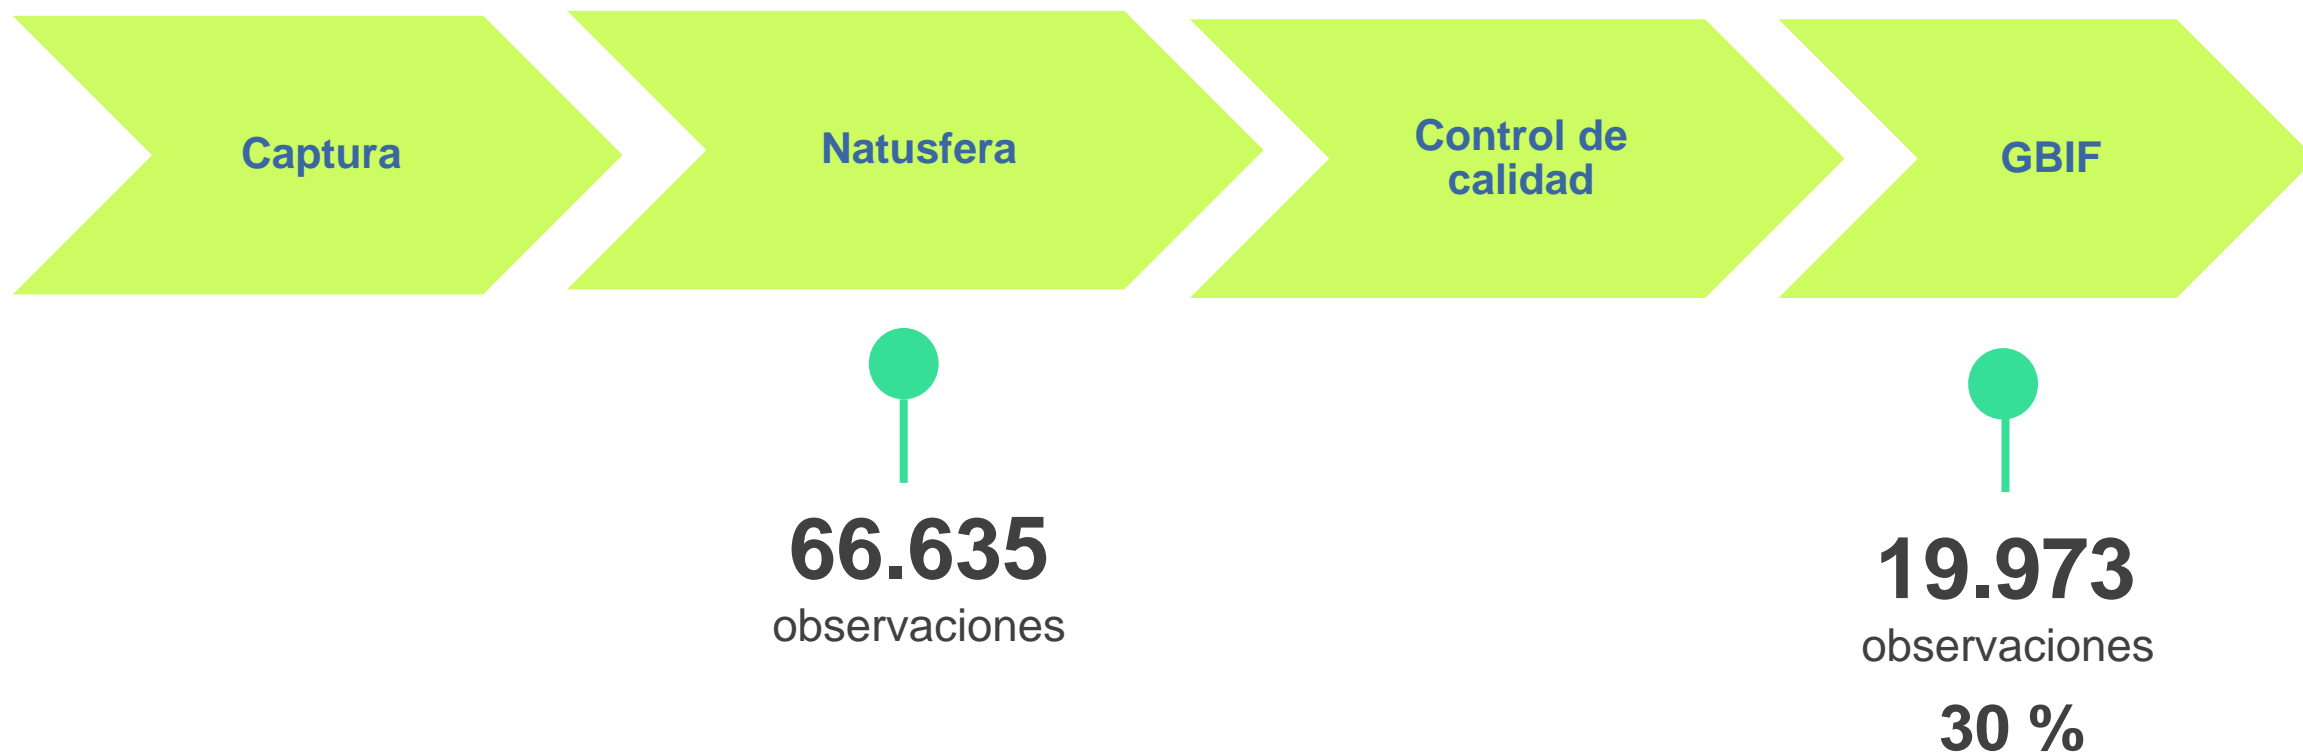 Captura
Natusfera
Control de
calidad
GBIF
66.635
observaciones
19.973
observaciones
30 %